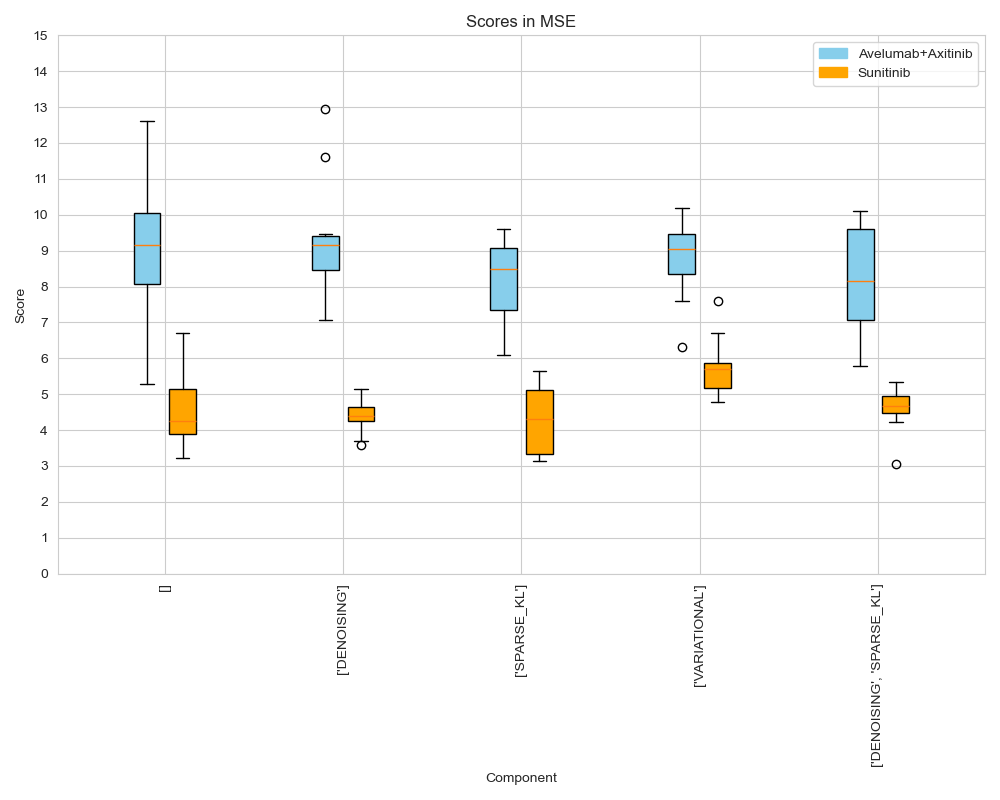 Scores in MSE
15
14
13
12
11
10
9
8
7
6
5
4
3
2
1
0
Score
Avelumab+Axitinib
Sunitinib
[]
['DENOISING']
['SPARSE_KL']
['VARIATIONAL']
['DENOISING', 'SPARSE_KL']
Component